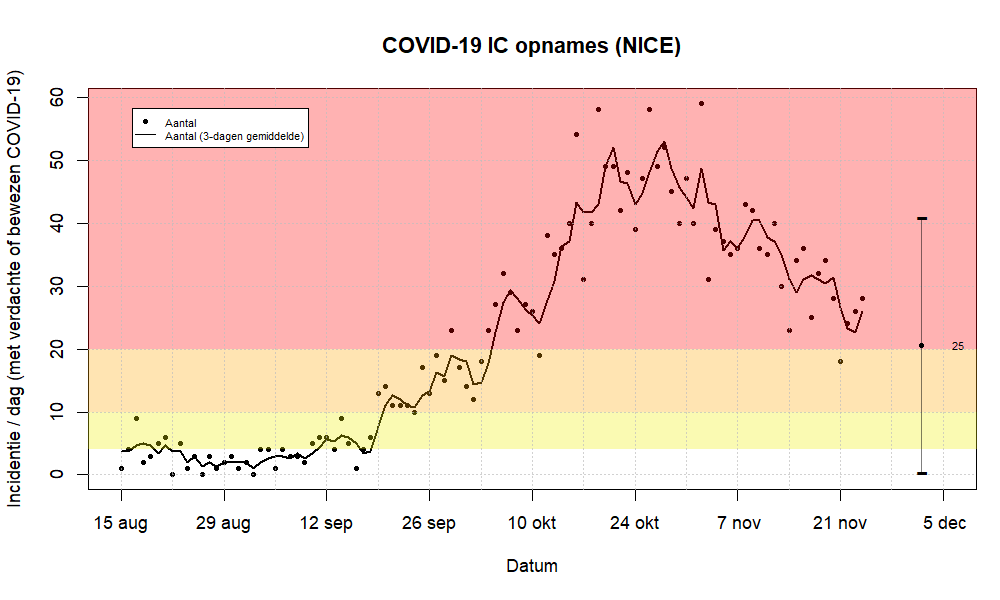 COVID-19 IC opnames (NICE)
Incidentie / dag (met verdachte of bewezen COVID-19)
60
50
40
30
20
10
0
Aantal
Aantal (3-dagen gemiddelde)
25
15 aug 29 aug 12 sep 26 sep 10 okt 24 okt 7 nov 21 nov 5 dec
Datum